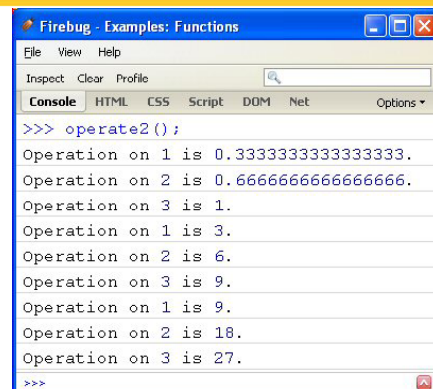 Firebug - Examples: Functions
File View Help
Inspect Clear Profile
Console HTML CSS Script DOM Net Options
>>> operate2();
Operation on 1 is 0.3333333333333333.
Operation on 2 is 0.6666666666666666.
Operation on 3 is 1.
Operation on 1 is 3.
Operation on 2 is 6.
Operation on 3 is 9.
Operation on 1 is 9.
Operation on 2 is 18.
Operation on 3 is 27.
>>>